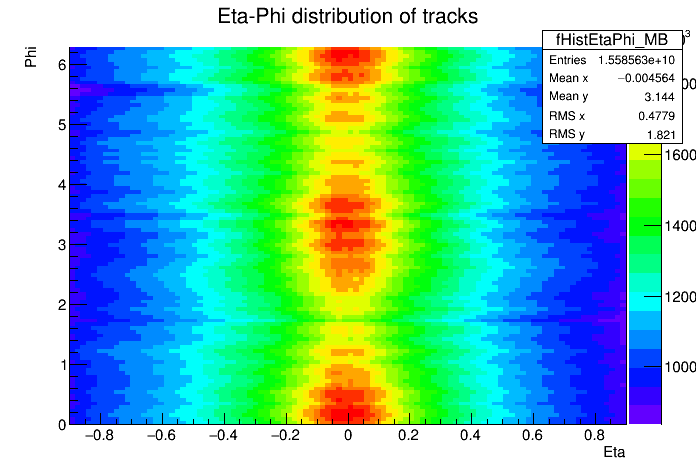 Eta-Phi distribution of tracks
fHistEtaPhi_MB
Entries 1.558563e+10
Mean x −0.004564
Mean y 3.144
RMS x 0.4779
RMS y 1.821
Phi
6
5
4
3
2
1
0
−0.8 −0.6 −0.4 −0.2 0 0.2 0.4 0.6 0.8
Eta
1600
1400
1200
1000